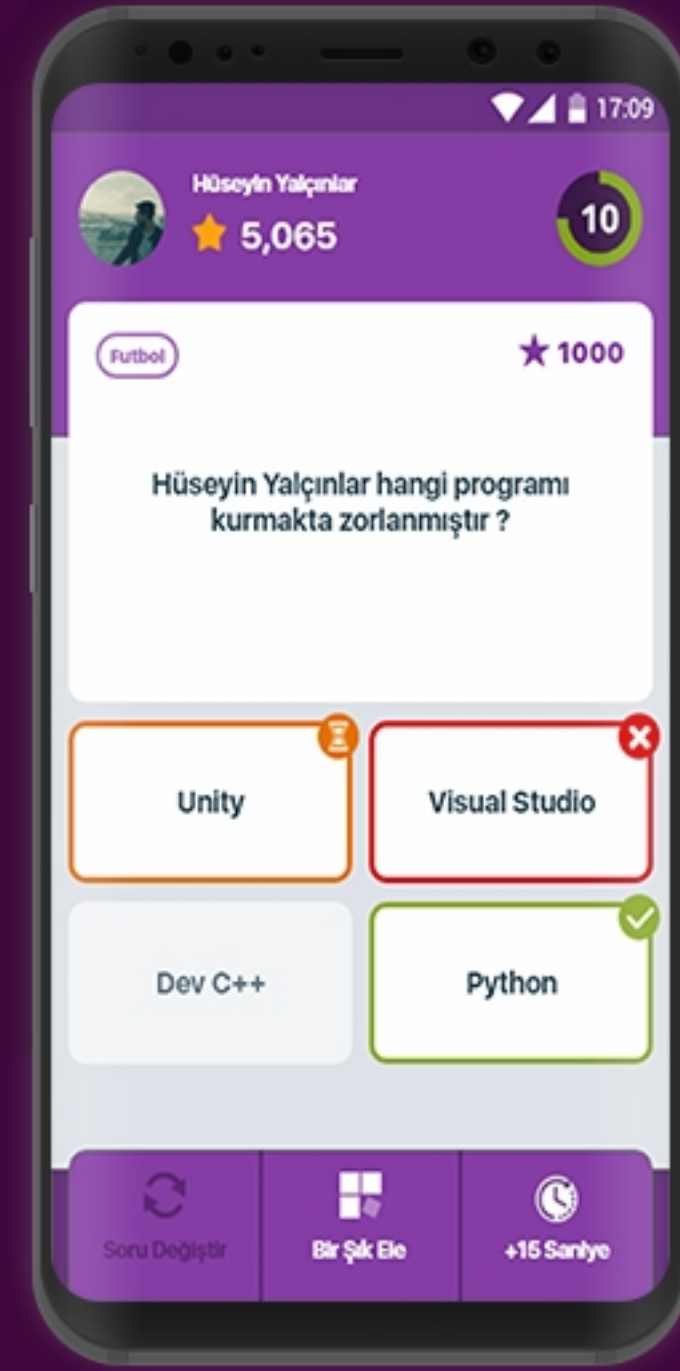 17:09
Hüseyin Yalçınlar
5,065
10
Futbol
1000
Hüseyin Yalçınlar hangi programı
kurmakta zorlanmıştır ?
Unity
Visual Studio
Dev C++
Python
Soru Değiştir
Bir Şık Ele
+15 Saniye